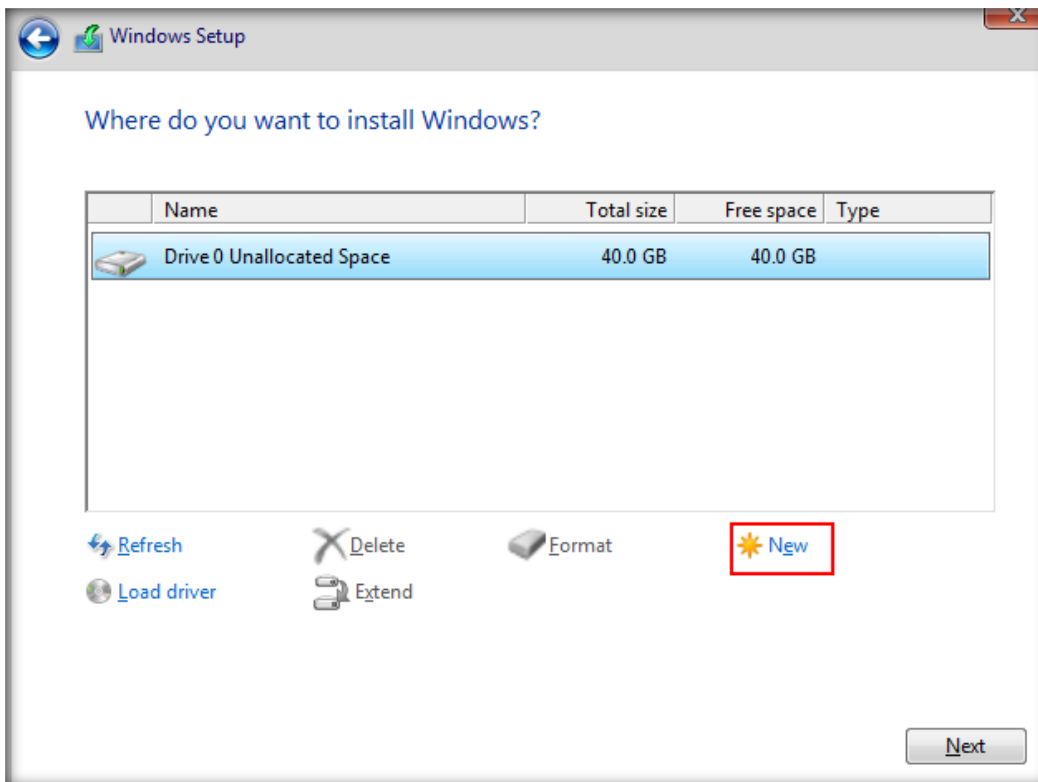 Windows Setup
Where do you want to install Windows?
Name Total size Free space Type
Drive 0 Unallocated Space 40.0 GB 40.0 GB
Refresh Delete Format New
Load driver Extend
Next